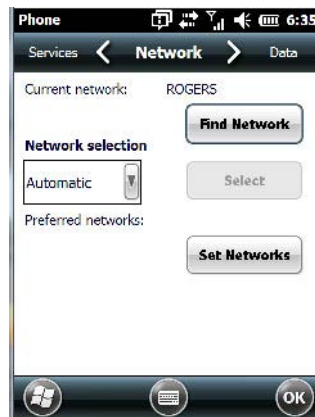 Phone 6:35
Services Network Data
Current network: ROGERS
Find Network
Network selection
Automatic Select
Preferred networks:
Set Networks
OK